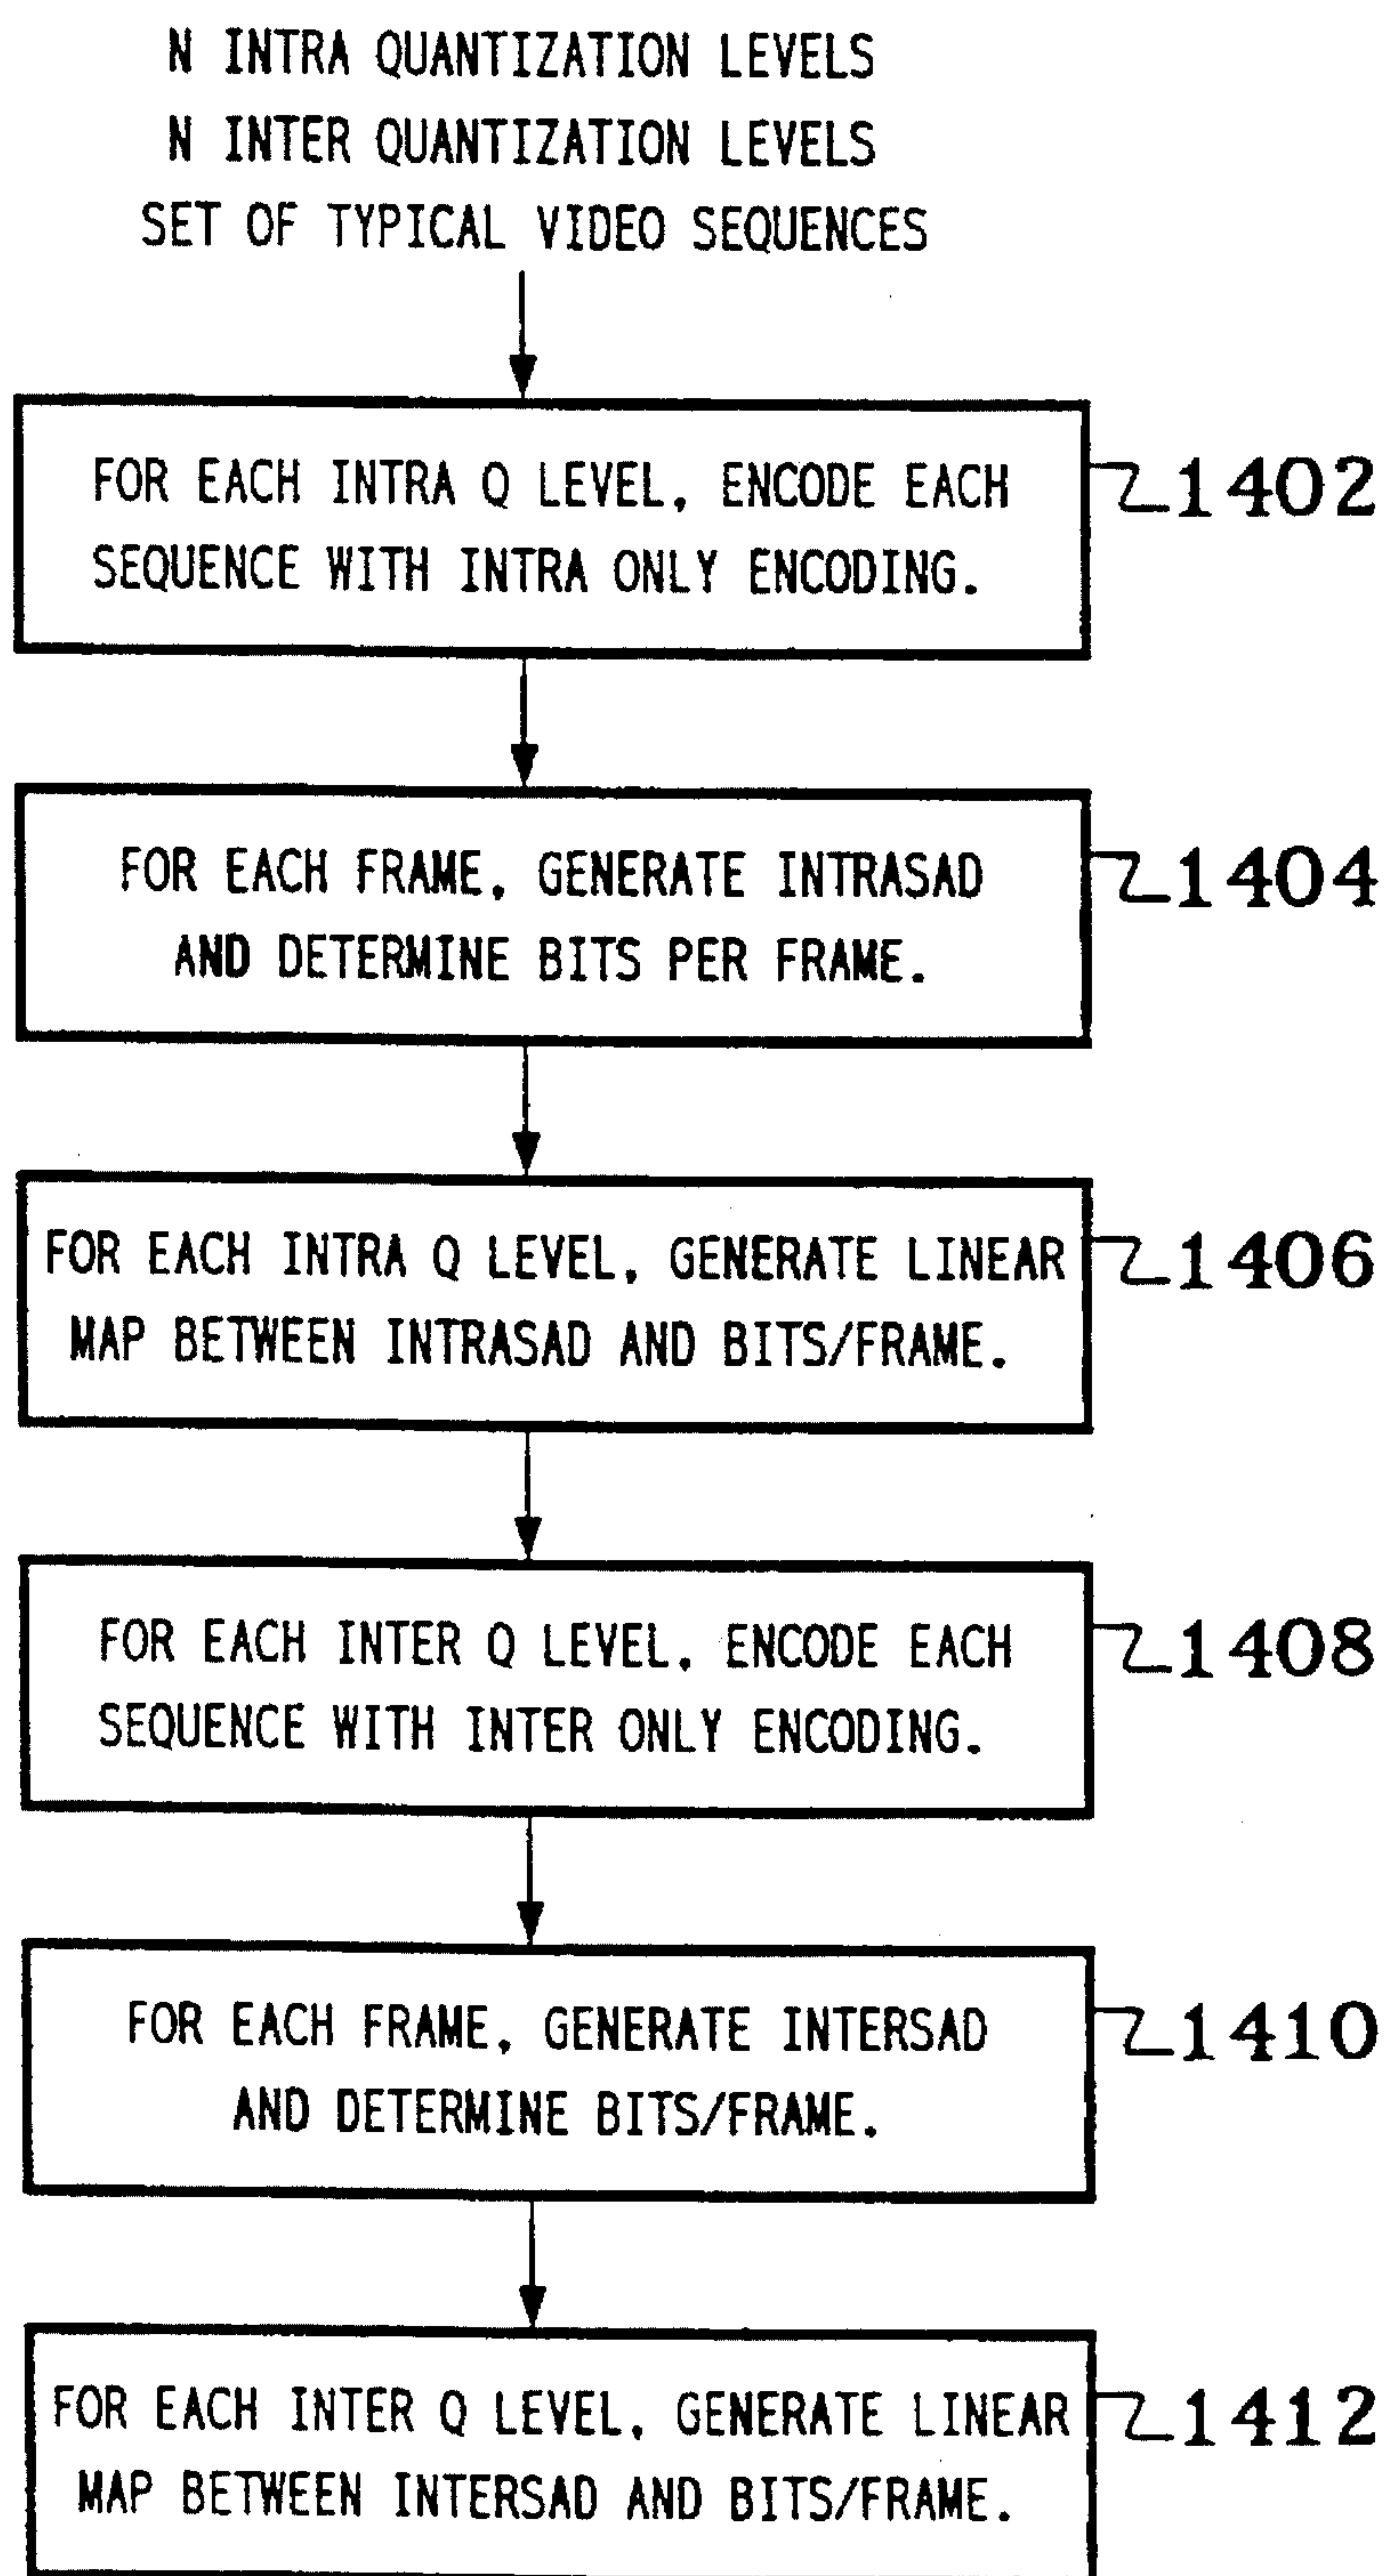 N INTRA QUANTIZATION LEVELS
N INTER QUANTIZATION LEVELS
SET OF TYPICAL VIDEO SEQUENCES
FOR EACH INTRA Q LEVEL, ENCODE EACH
SEQUENCE WITH INTRA ONLY ENCODING.
1402
FOR EACH FRAME, GENERATE INTRASAD
AND DETERMINE BITS PER FRAME.
1404
FOR EACH INTRA Q LEVEL, GENERATE LINEAR
MAP BETWEEN INTRASAD AND BITS/FRAME.
1406
FOR EACH INTER Q LEVEL, ENCODE EACH
SEQUENCE WITH INTER ONLY ENCODING.
1408
FOR EACH FRAME, GENERATE INTERSAD
AND DETERMINE BITS/FRAME.
1410
FOR EACH INTER Q LEVEL, GENERATE LINEAR
MAP BETWEEN INTERSAD AND BITS/FRAME.
1412